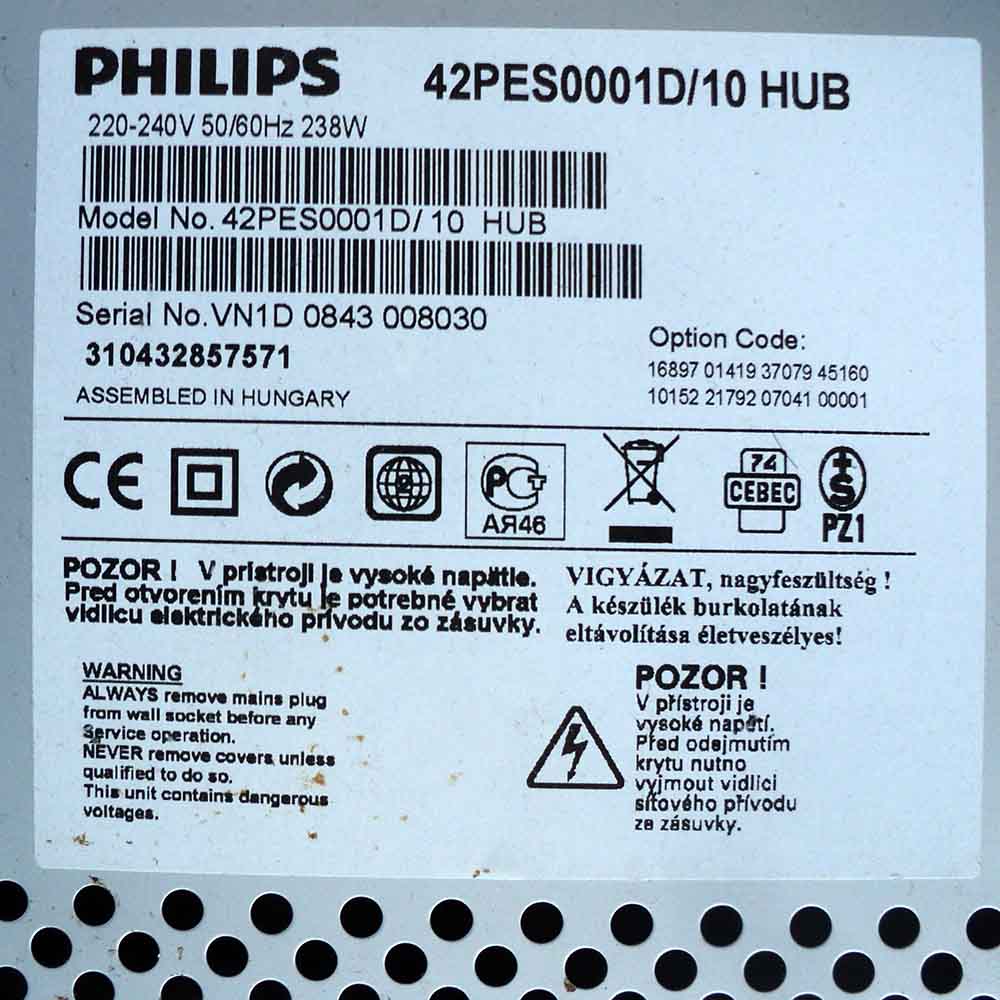 PHILIPS 42PES0001D/10 HUB
220-240V 50/60Hz 238W
Model No. 42PES0001D/ 10 HUB
Serial No. VN1D 0843 008030
310432857571
ASSEMBLED IN HUNGARY
Option Code:
16897 01419 37079 45160
10152 21792 07041 00001
CE
PCT
АЯ46
74
CEBEC
+S
PZ1
POZOR ! V prístroji je vysoké napätie.
Pred otvorením krytu je potrebné vybrat
vidlicu elektrického prívodu zo zásuvky.
VIGYÁZAT, nagyfeszültség !
A készülék burkolatának
eltávolítása életveszélyes!
WARNING
ALWAYS remove mains plug
from wall socket before any
Service operation.
NEVER remove covers unless
qualified to do so.
This unit contains dangerous
voltages.
POZOR !
V přístroji je
vysoké napětí.
Před odejmutím
krytu nutno
vyjmout vidlici
síťového přívodu
ze zásuvky.